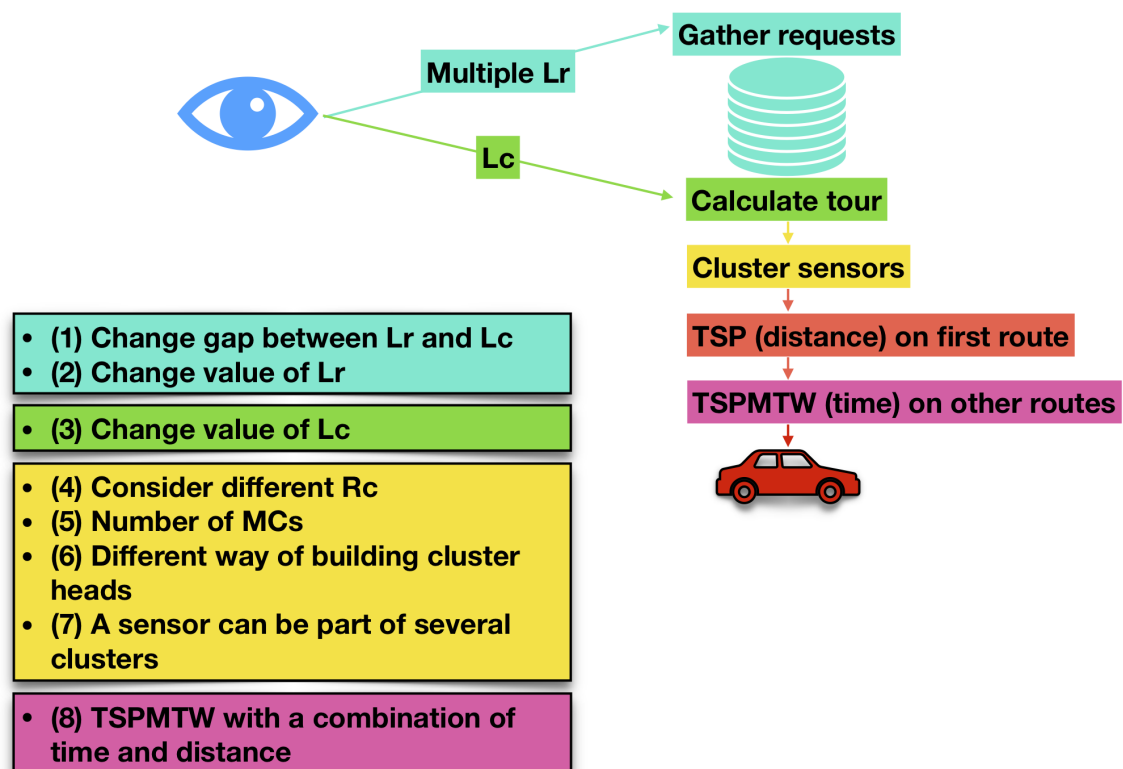 Gather requests
Multiple Lr
Lc
Calculate tour
Cluster sensors
TSP (distance) on first route
TSPMTW (time) on other routes
• (1) Change gap between Lr and Lc
• (2) Change value of Lr
• (3) Change value of Lc
• (4) Consider different Rc
• (5) Number of MCs
• (6) Different way of building cluster
heads
• (7) A sensor can be part of several
clusters
• (8) TSPMTW with a combination of
time and distance